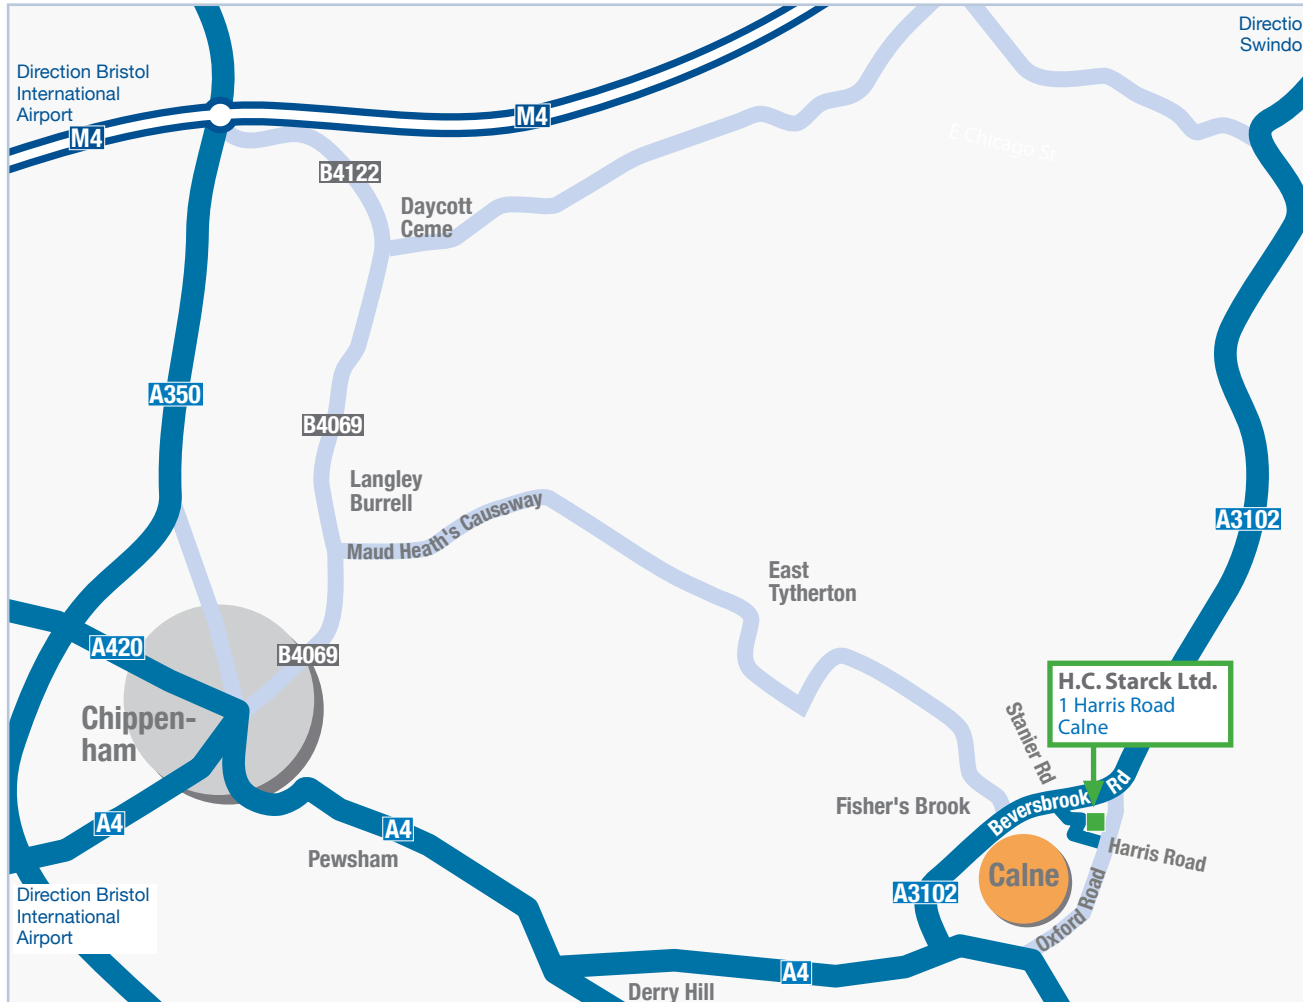 Directio
Swindo
Direction Bristol
International
Airport
M4
M4
E Chicago St
B4122
Daycott
Ceme
A350
B4069
Langley
Burrell
Maud Heath's Causeway
A3102
East
Tytherton
A420
B4069
H.C. Starck Ltd.
1 Harris Road
Calne
Chippen-
ham
Stanier Rd
Beversbrook Rd
Fisher's Brook
A4
A4
Pewsham
Harris Road
Calne
A3102
Oxford Road
Direction Bristol
International
Airport
A4
Derry Hill